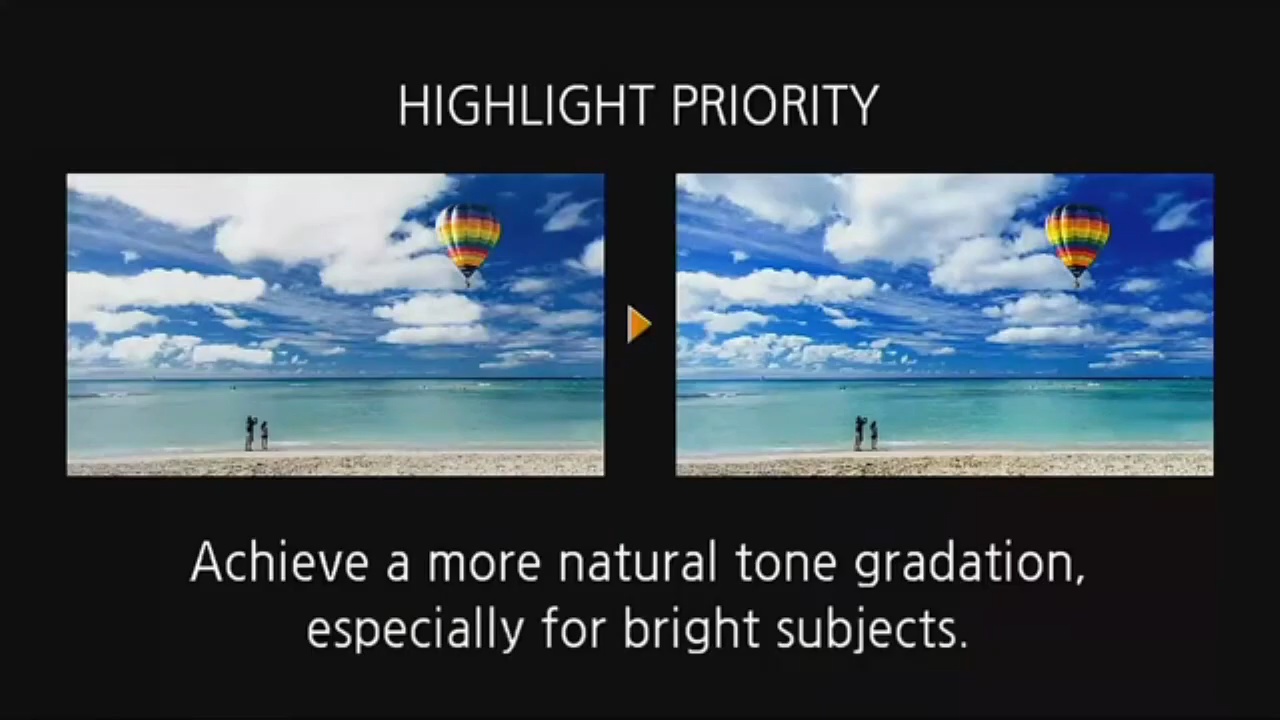 HIGHLIGHT PRIORITY
Achieve a more natural tone gradation,
especially for bright subjects.